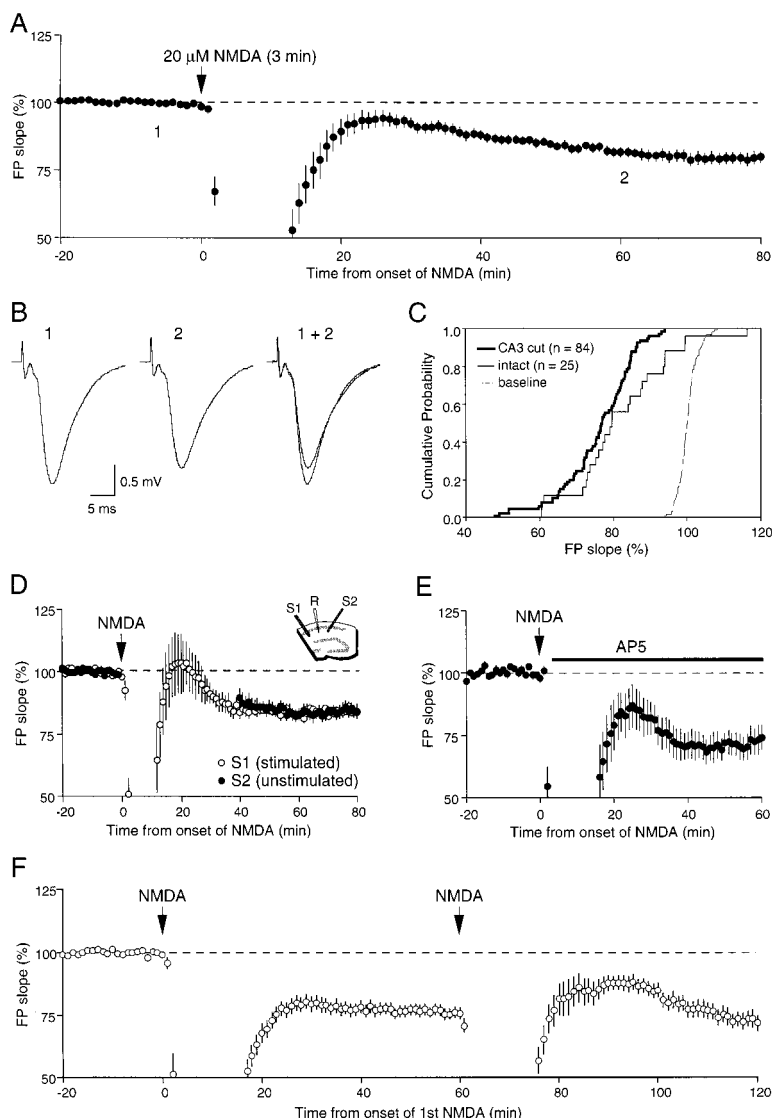 A
125
20 µM NMDA (3 min)
100
1
75
2
50
FP slope (%)
-20
0
20
40
60
80
Time from onset of NMDA (min)
B
1
2
1 + 2
0.5 mV
5 ms
C
1.0
0.8
0.6
0.4
0.2
0.0
Cumulative Probability
CA3 cut (n = 84)
intact (n = 25)
baseline
40
60
80
100
120
FP slope (%)
D
125
NMDA
S1
R
S2
100
75
50
FP slope (%)
S1 (stimulated)
S2 (unstimulated)
-20
0
20
40
60
80
Time from onset of NMDA (min)
E
125
NMDA
AP5
100
75
50
FP slope (%)
-20
0
20
40
60
Time from onset of NMDA (min)
F
125
NMDA
NMDA
100
75
50
FP slope (%)
-20
0
20
40
60
80
100
120
Time from onset of 1st NMDA (min)